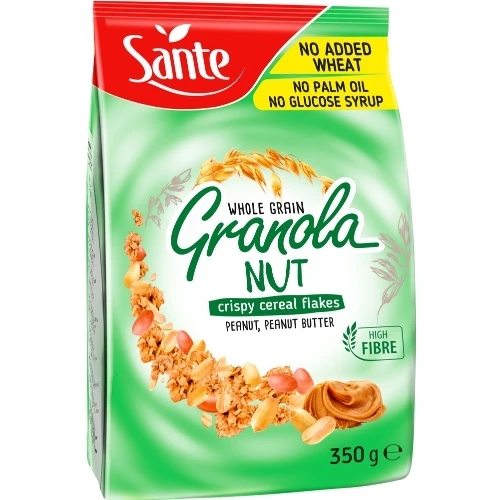 Sante
NO ADDED
WHEAT
NO PALM OIL
NO GLUCOSE SYRUP
WHOLE GRAIN
Granola
NUT
crispy cereal flakes
PEANUT, PEANUT BUTTER
HIGH
FIBRE
350 g ℮